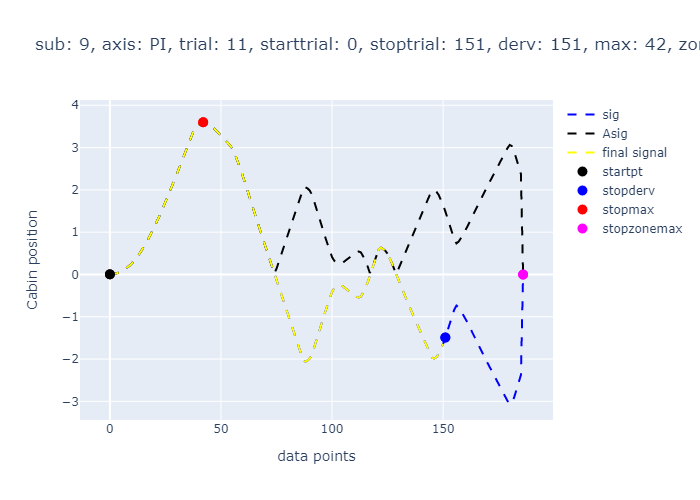 sub: 9, axis: PI, trial: 11, starttrial: 0, stoptrial: 151, derv: 151, max: 42,
4
3
2
1
0
−1
−2
−3
Cabin position
0
50
100
150
data points
sig
Asig
final signal
startpt
stopderv
stopmax
stopzonemax